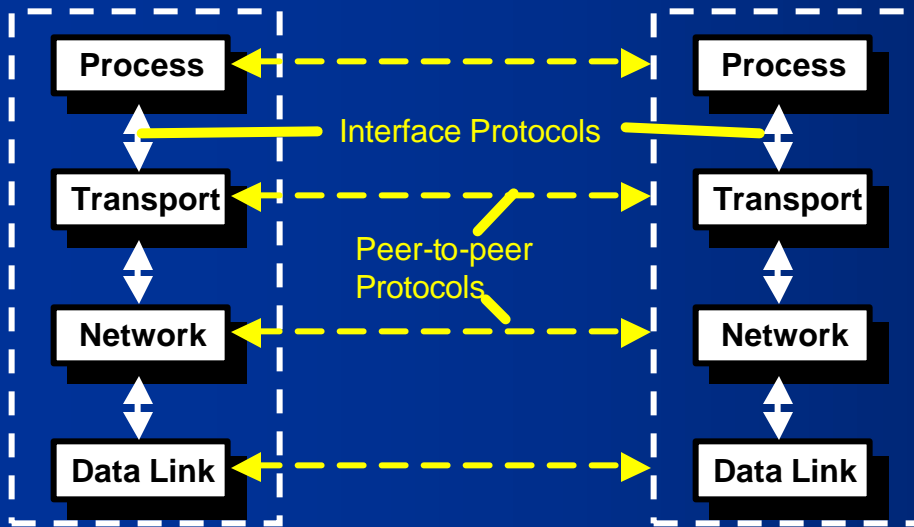 Process
Process
Interface Protocols
Transport
Transport
Peer-to-peer
Protocols
Network
Network
Data Link
Data Link